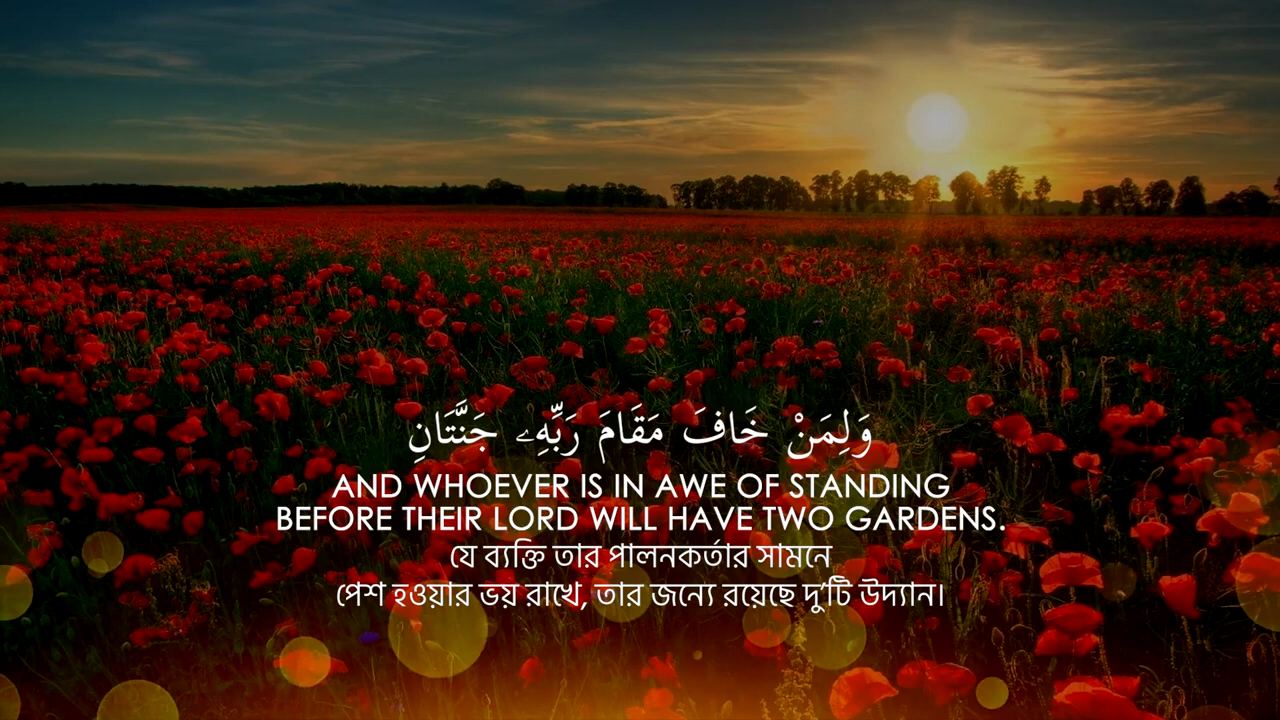 وَلِمَنْ خَافَ مَقَامَ رَبِّهِۦ جَنَّتَانِ
AND WHOEVER IS IN AWE OF STANDING
BEFORE THEIR LORD WILL HAVE TWO GARDENS.
যে ব্যক্তি তার পালনকর্তার সামনে
পেশ হওয়ার ভয় রাখে, তার জন্যে রয়েছে দু’টি উদ্যান।